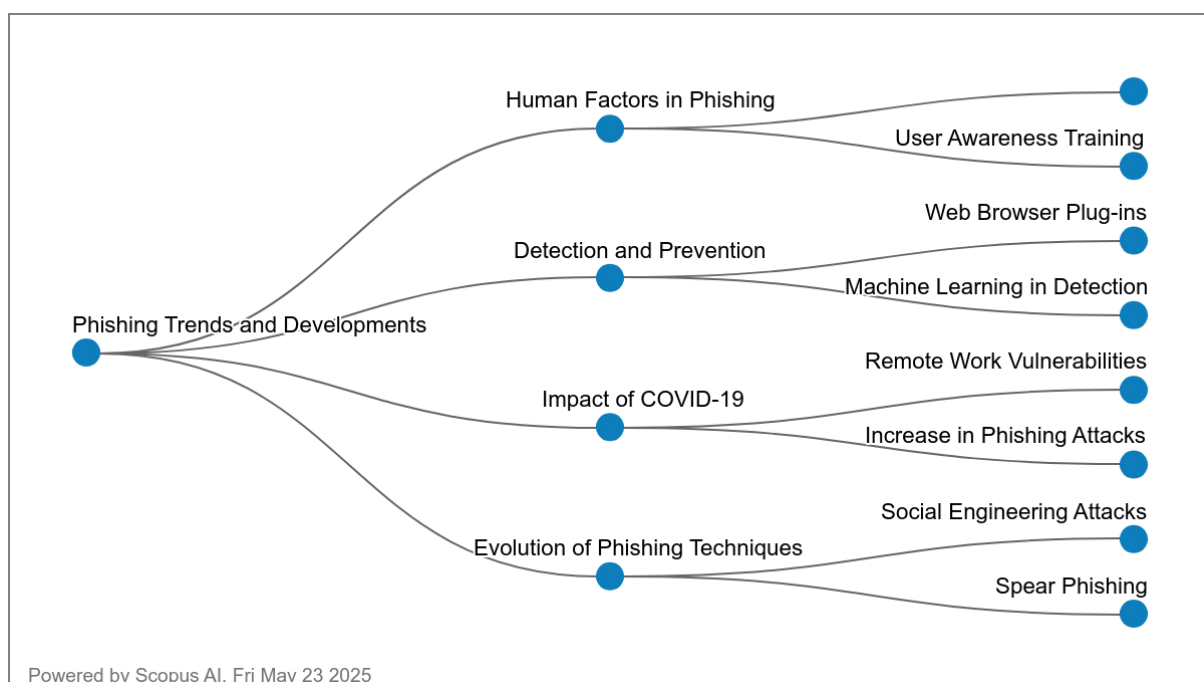 Human Factors in Phishing
User Awareness Training
Web Browser Plug-ins
Detection and Prevention
Machine Learning in Detection
Phishing Trends and Developments
Remote Work Vulnerabilities
Impact of COVID-19
Increase in Phishing Attacks
Social Engineering Attacks
Evolution of Phishing Techniques
Spear Phishing
Powered by Scopus AI, Fri May 23 2025